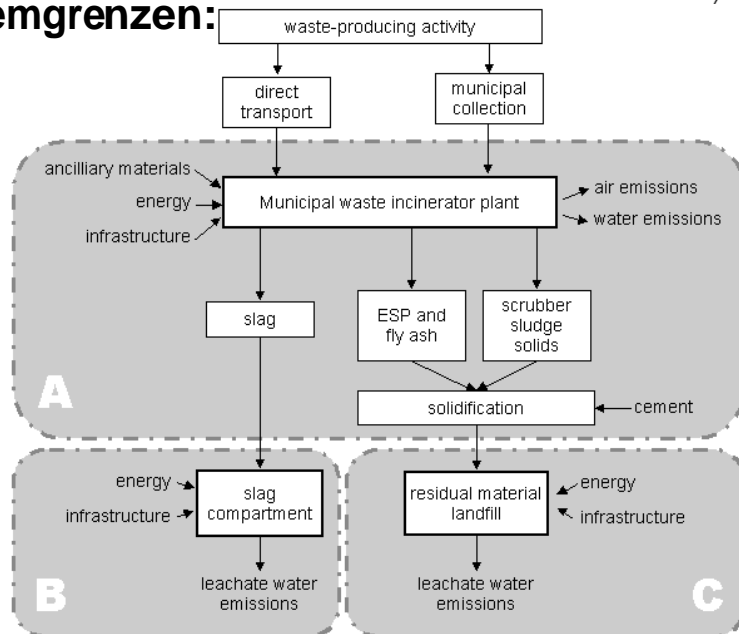 emgrenzen:
waste-producing activity
direct
transport
municipal
collection
ancilliary materials
energy
infrastructure
Municipal waste incinerator plant
air emissions
water emissions
slag
ESP and
fly ash
scrubber
sludge
solids
A
solidification
cement
energy
infrastructure
slag
compartment
leachate water
emissions
B
residual material
landfill
energy
infrastructure
leachate water
emissions
C